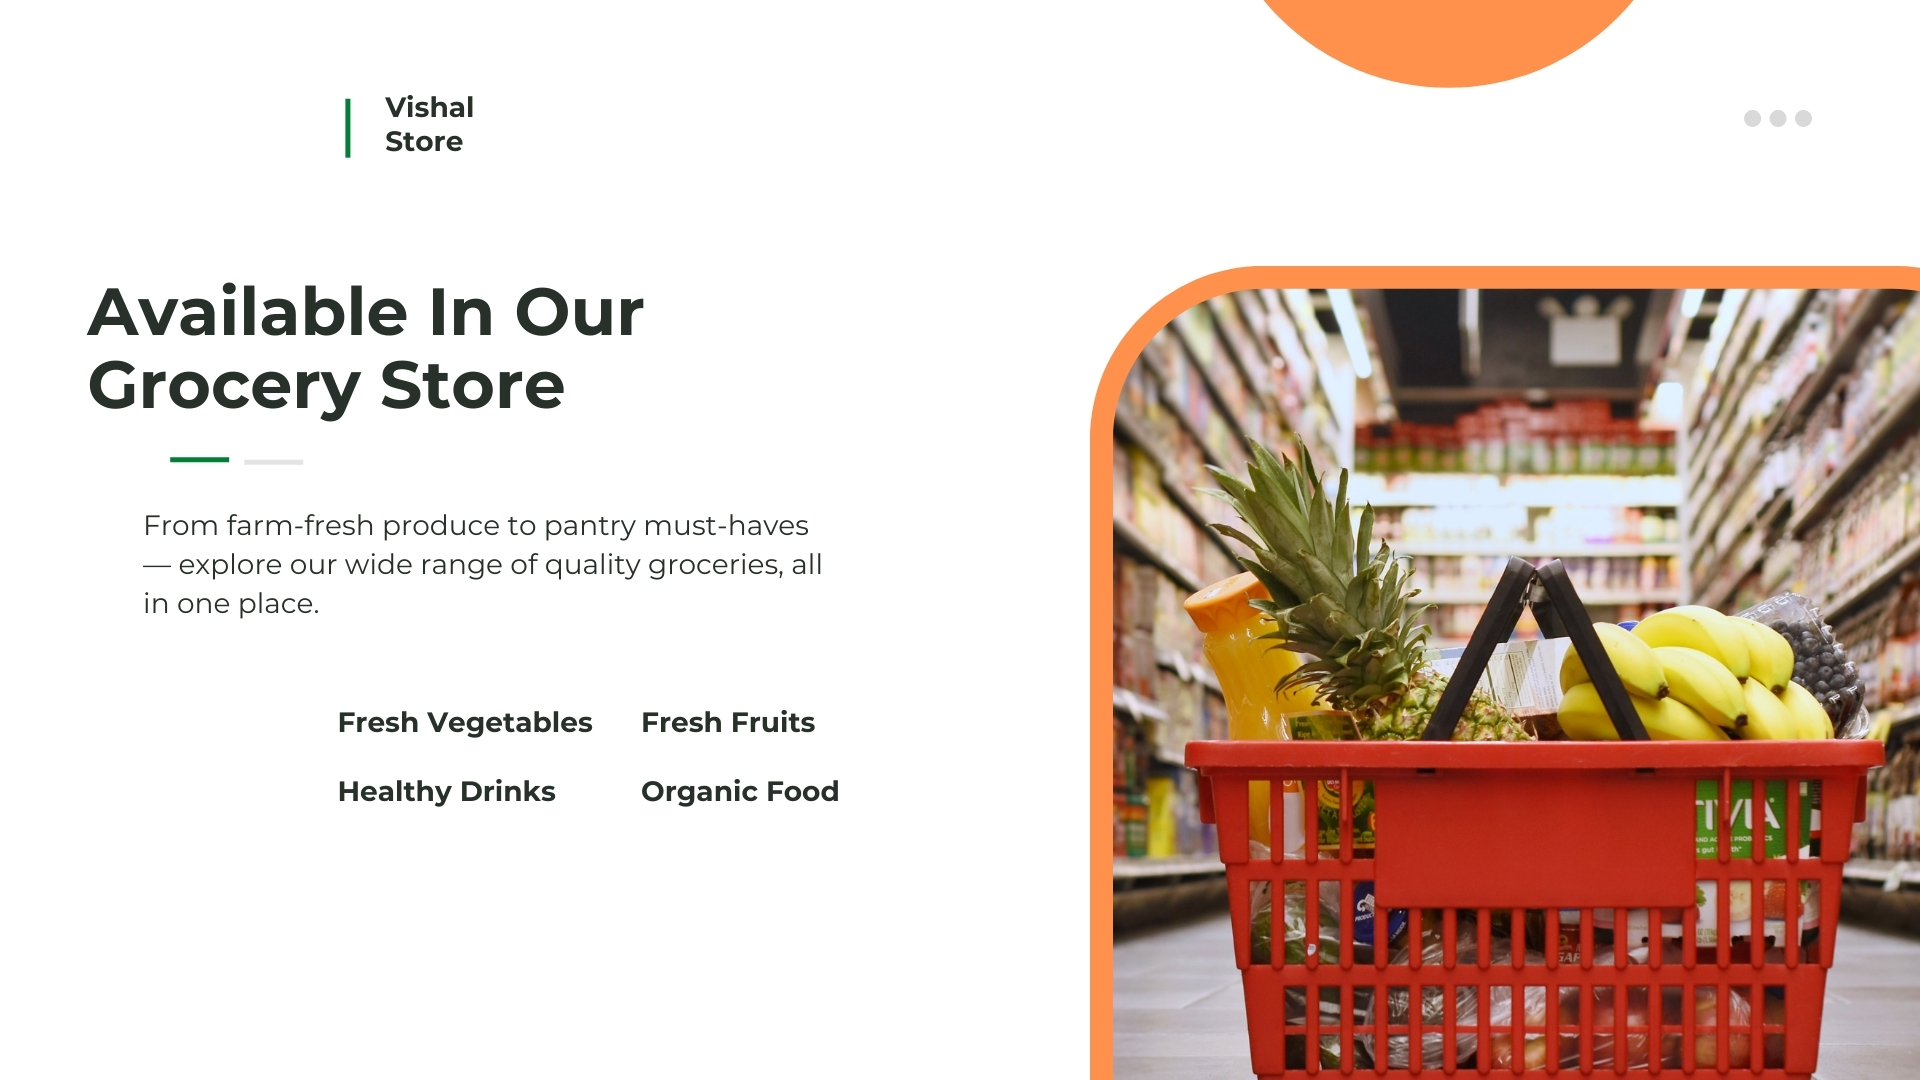 Vishal
Store
Available In Our
Grocery Store
From farm-fresh produce to pantry must-haves
— explore our wide range of quality groceries, all
in one place.
Fresh Vegetables
Fresh Fruits
Healthy Drinks
Organic Food